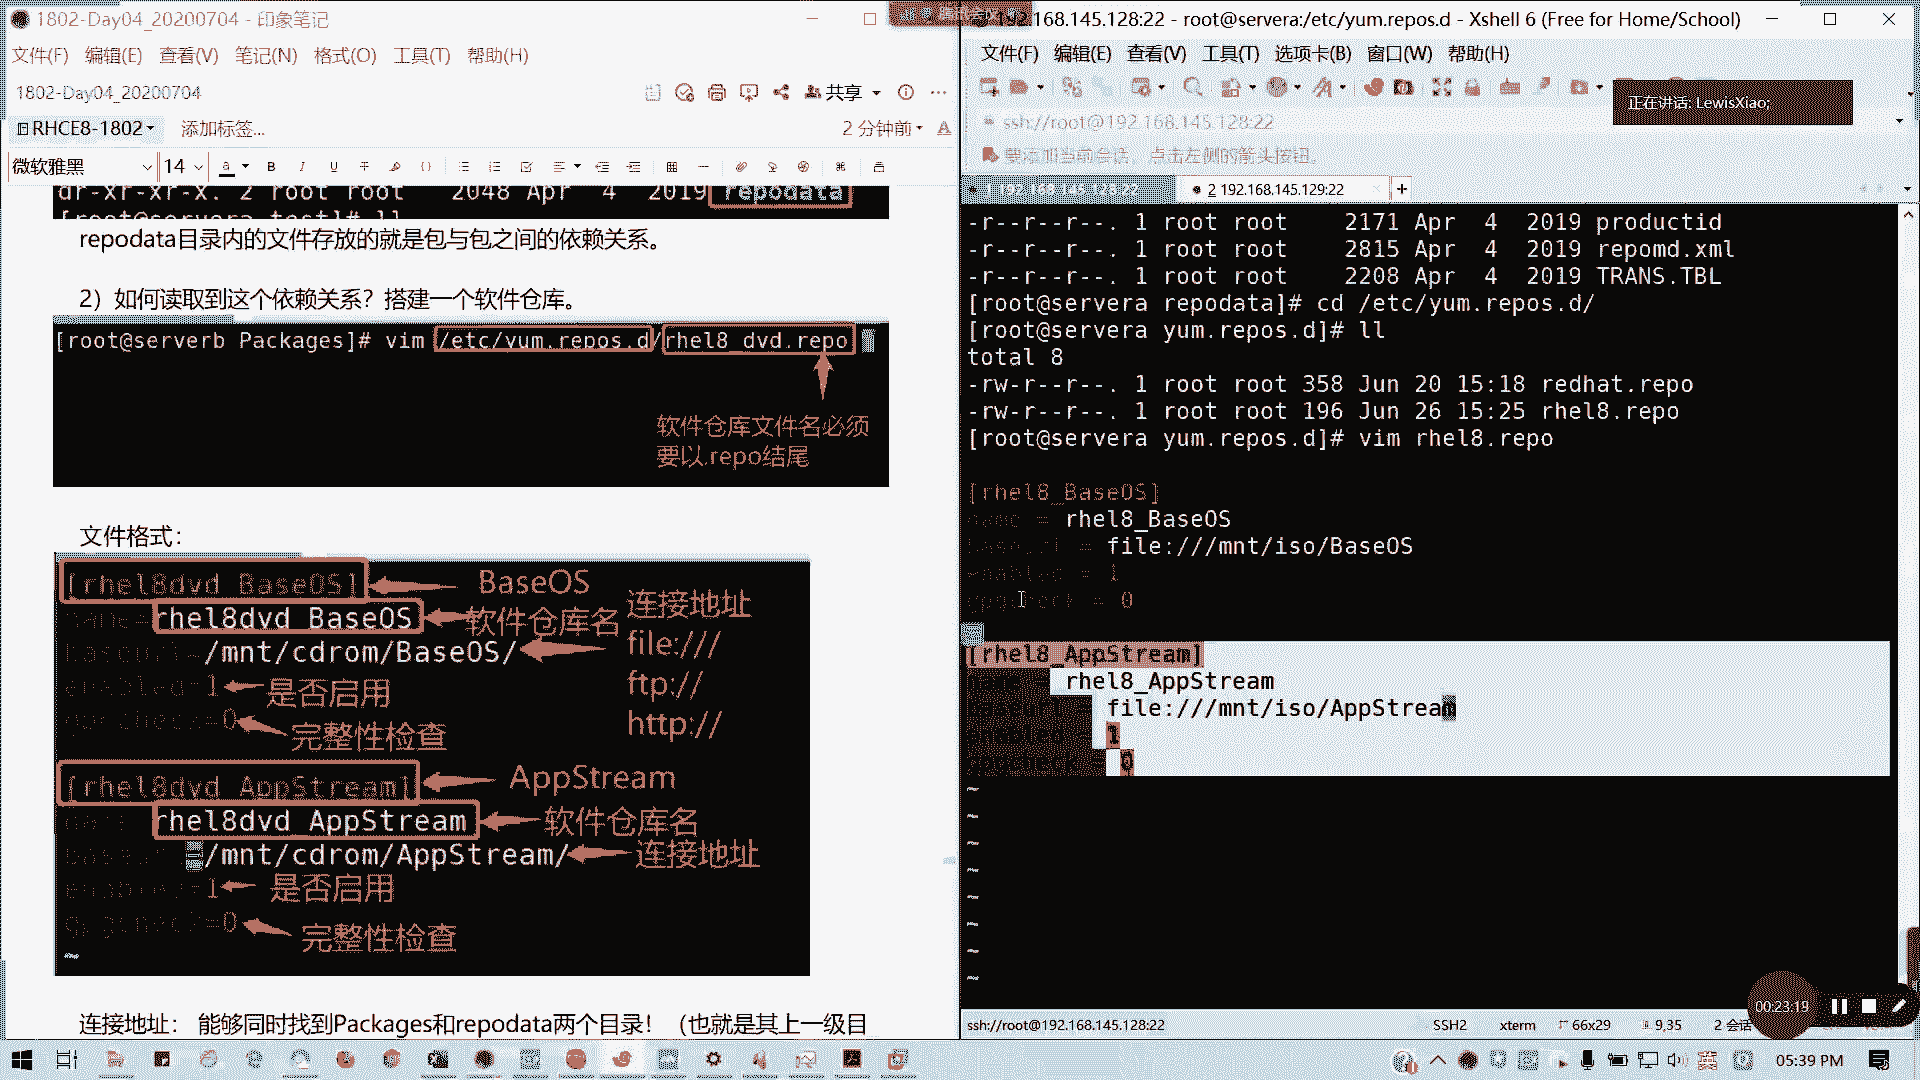 1802-Day04_20200704 - 印象笔记
文件(F) 编辑(E) 查看(V) 笔记(N) 格式(O) 工具(T) 帮助(H)
1802-Day04_20200704
共享
RHCE8-1802
添加标签...
2 分钟前
微软雅黑 14
dr-xr-xr-x. 2 root root 2048 Apr 4 2019 repodata
[root@servera test]# ll
repodata目录内的文件存放的就是包与包之间的依赖关系。
2）如何读取到这个依赖关系？搭建一个软件仓库。
[root@serverb Packages]# vim /etc/yum.repos.d/rhel8_dvd.repo
软件仓库文件名必须
要以.repo结尾
文件格式：
[rhel8dvd_BaseOS] BaseOS
name=rhel8dvd_BaseOS 软件仓库名
baseurl=/mnt/cdrom/BaseOS/
连接地址
file:///
ftp://
http://
enabled=1 是否启用
gpgcheck=0 完整性检查
[rhel8dvd_AppStream] AppStream
name=rhel8dvd_AppStream 软件仓库名
baseurl=/mnt/cdrom/AppStream/ 连接地址
enabled=1 是否启用
gpgcheck=0 完整性检查
~
连接地址： 能够同时找到Packages和repodata两个目录！（也就是其上一级目
192.168.145.128:22 - root@servera:/etc/yum.repos.d - Xshell 6 (Free for Home/School)
文件(F) 编辑(E) 查看(V) 工具(T) 选项卡(B) 窗口(W) 帮助(H)
正在讲话: LewisXiao;
ssh://root@192.168.145.128:22
要添加当前会话，点击左侧的箭头按钮。
1 192.168.145.128:22
2 192.168.145.129:22
-r--r--r--. 1 root root 2171 Apr 4 2019 productid
-r--r--r--. 1 root root 2815 Apr 4 2019 repomd.xml
-r--r--r--. 1 root root 2208 Apr 4 2019 TRANS.TBL
[root@servera repodata]# cd /etc/yum.repos.d/
[root@servera yum.repos.d]# ll
total 8
-rw-r--r--. 1 root root 358 Jun 20 15:18 redhat.repo
-rw-r--r--. 1 root root 196 Jun 26 15:25 rhel8.repo
[root@servera yum.repos.d]# vim rhel8.repo
[rhel8_BaseOS]
name = rhel8_BaseOS
baseurl = file:///mnt/iso/BaseOS
enabled = 1
gpgcheck = 0
[rhel8_AppStream]
name = rhel8_AppStream
baseurl = file:///mnt/iso/AppStream
enabled = 1
gpgcheck = 0
~
~
~
~
~
~
~
~
00:23:19
ssh://root@192.168.145.128:22 SSH2 xterm 66x29 9,35 2 会话
英
05:39 PM